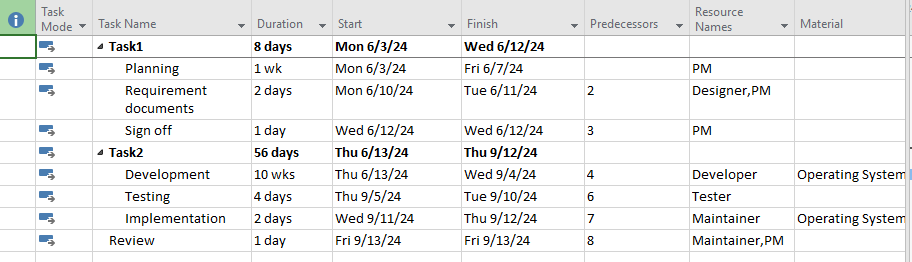 Task Mode Task Name Duration Start Finish Predecessors Resource Names Material
Task1 8 days Mon 6/3/24 Wed 6/12/24
Planning 1 wk Mon 6/3/24 Fri 6/7/24 PM
Requirement documents 2 days Mon 6/10/24 Tue 6/11/24 2 Designer,PM
Sign off 1 day Wed 6/12/24 Wed 6/12/24 3 PM
Task2 56 days Thu 6/13/24 Thu 9/12/24
Development 10 wks Thu 6/13/24 Wed 9/4/24 4 Developer Operating System
Testing 4 days Thu 9/5/24 Tue 9/10/24 6 Tester
Implementation 2 days Wed 9/11/24 Thu 9/12/24 7 Maintainer Operating System
Review 1 day Fri 9/13/24 Fri 9/13/24 8 Maintainer,PM